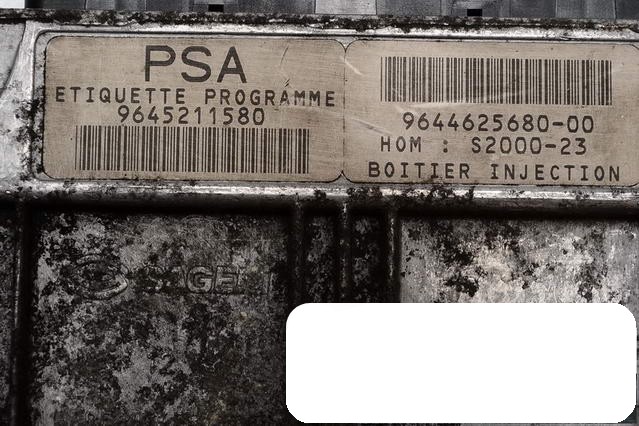 PSA
ETIQUETTE PROGRAMME
9645211580
9644625680-00
HOM : S2000-23
BOITIER INJECTION
SAGEM